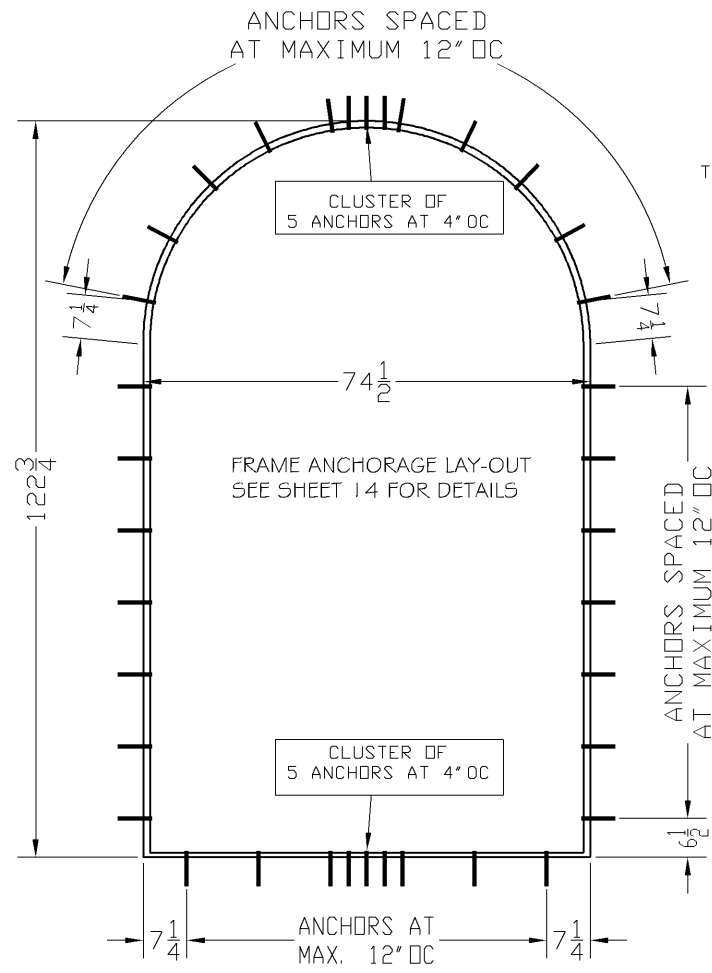 ANCHORS SPACED
AT MAXIMUM 12" OC
T
CLUSTER OF
5 ANCHORS AT 4" OC
7 1/4
7 1/4
74 1/2
122 3/4
FRAME ANCHORAGE LAY-OUT
SEE SHEET 14 FOR DETAILS
ANCHORS SPACED
AT MAXIMUM 12" OC
CLUSTER OF
5 ANCHORS AT 4" OC
6 1/2
7 1/4
ANCHORS AT
MAX. 12" OC
7 1/4